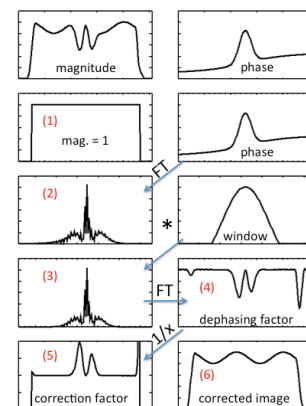 magnitude
phase
(1)
mag. = 1
phase
FT
(2)
*
window
(3)
FT
(4)
dephasing factor
1/x
(5)
correction factor
(6)
corrected image